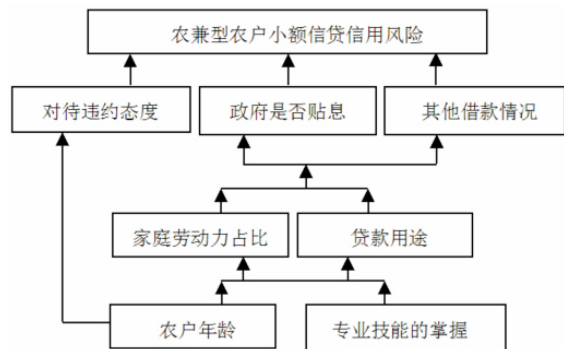 农兼型农户小额信贷信用风险
对待违约态度
政府是否贴息
其他借款情况
家庭劳动力占比
贷款用途
农户年龄
专业技能的掌握